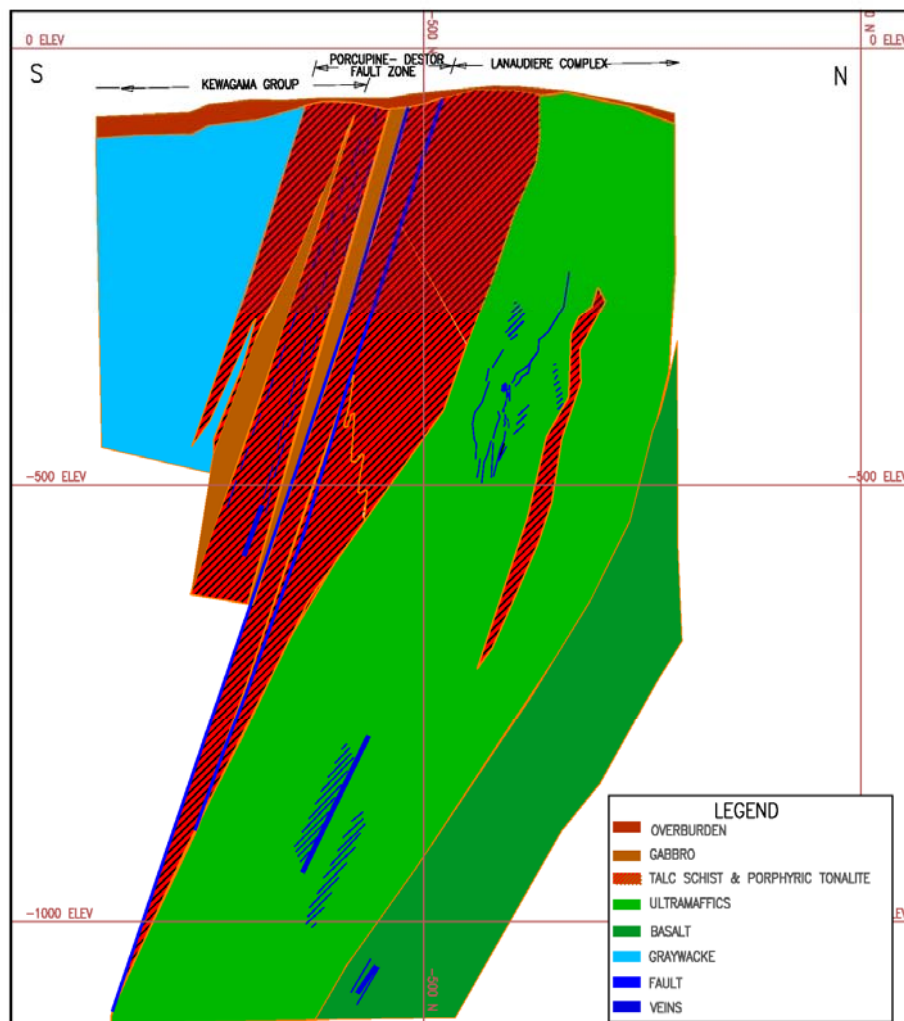 -500 N
0 N
0 ELEV
0 ELEV
S
PORCUPINE- DESTOR
FAULT ZONE
LANAUDIERE COMPLEX
N
KEWAGAMA GROUP
-500 ELEV
-500 ELEV
LEGEND
OVERBURDEN
GABBRO
TALC SCHIST & PORPHYRIC TONALITE
ULTRAMAFFICS
BASALT
GRAYWACKE
FAULT
VEINS
-1000 ELEV
ELEV
-500 N